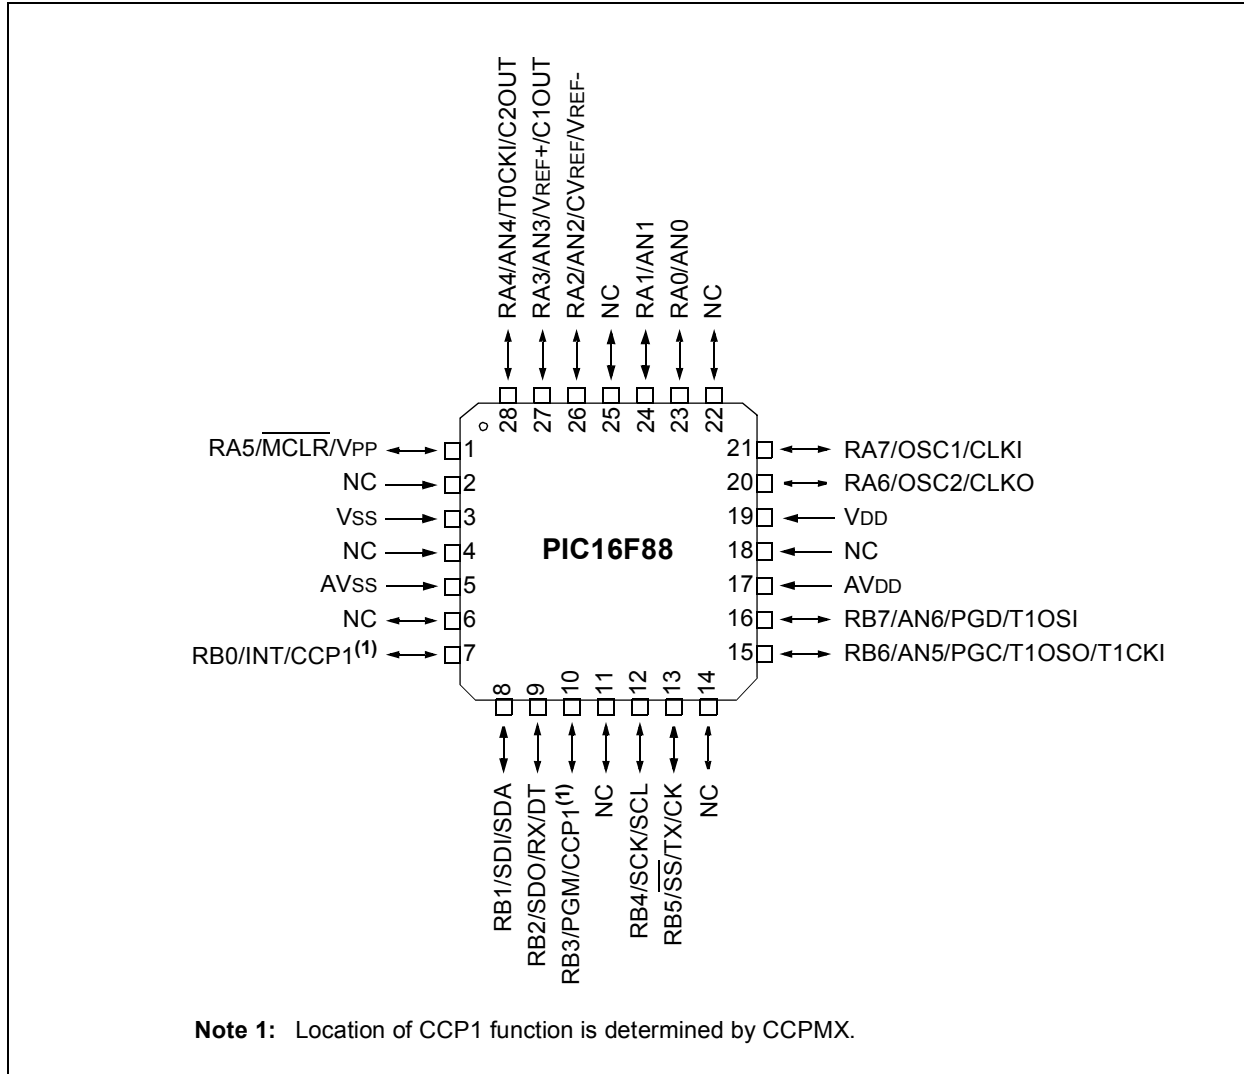 RA4/AN4/T0CKI/C2OUT
RA3/AN3/VREF+/C1OUT
RA2/AN2/CVREF/VREF-
NC
RA1/AN1
RA0/AN0
NC
28
27
26
25
24
23
22
RA5/MCLR/VPP
1
NC
2
VSS
3
NC
4
AVSS
5
NC
6
RB0/INT/CCP1(1)
7
PIC16F88
21
RA7/OSC1/CLKI
20
RA6/OSC2/CLKO
19
VDD
18
NC
17
AVDD
16
RB7/AN6/PGD/T1OSI
15
RB6/AN5/PGC/T1OSO/T1CKI
8
9
10
11
12
13
14
RB1/SDI/SDA
RB2/SDO/RX/DT
RB3/PGM/CCP1(1)
NC
RB4/SCK/SCL
RB5/SS/TX/CK
NC
Note 1: Location of CCP1 function is determined by CCPMX.